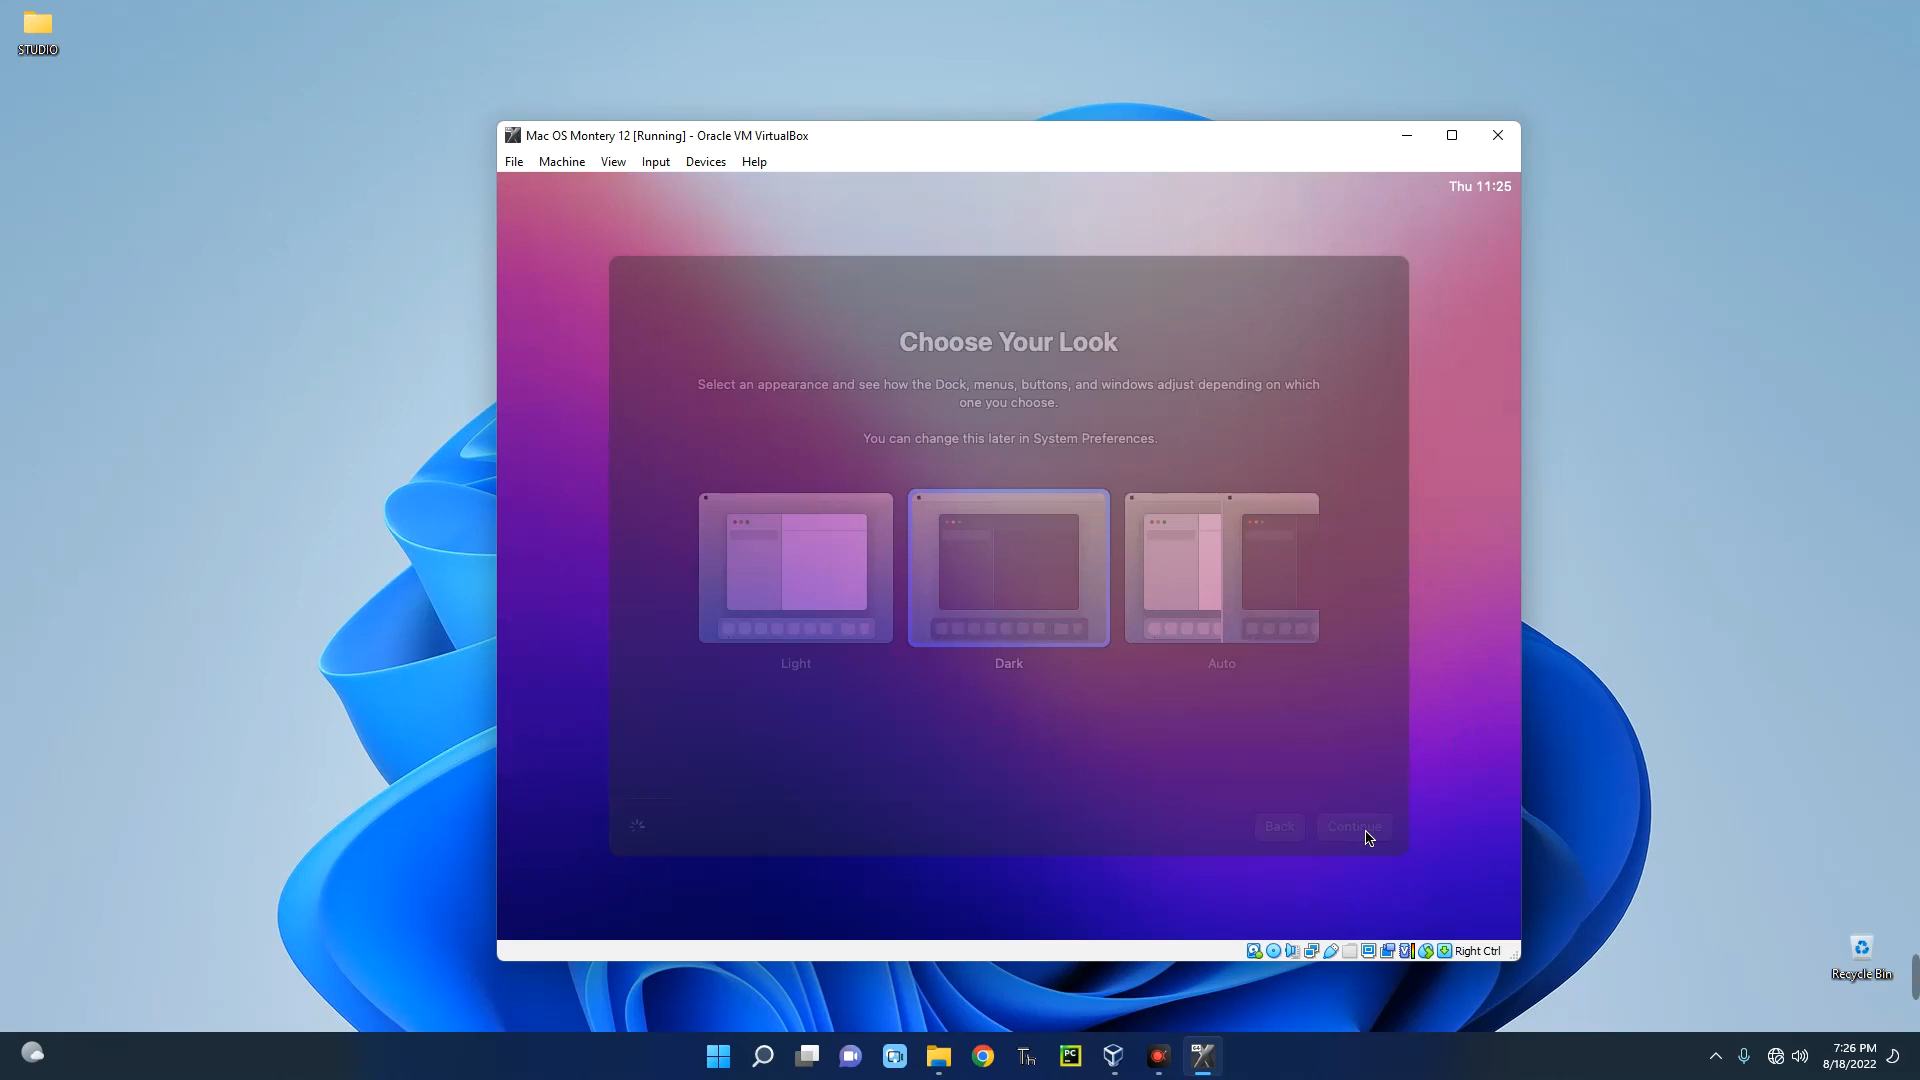 STUDIO
Mac OS Montery 12 [Running] - Oracle VM VirtualBox
File Machine View Input Devices Help
Thu 11:25
Choose Your Look
Select an appearance and see how the Dock, menus, buttons, and windows adjust depending on which
one you choose.
You can change this later in System Preferences.
Light Dark Auto
Back Continue
Right Ctrl
Recycle Bin
Th
PC
7:26 PM
8/18/2022